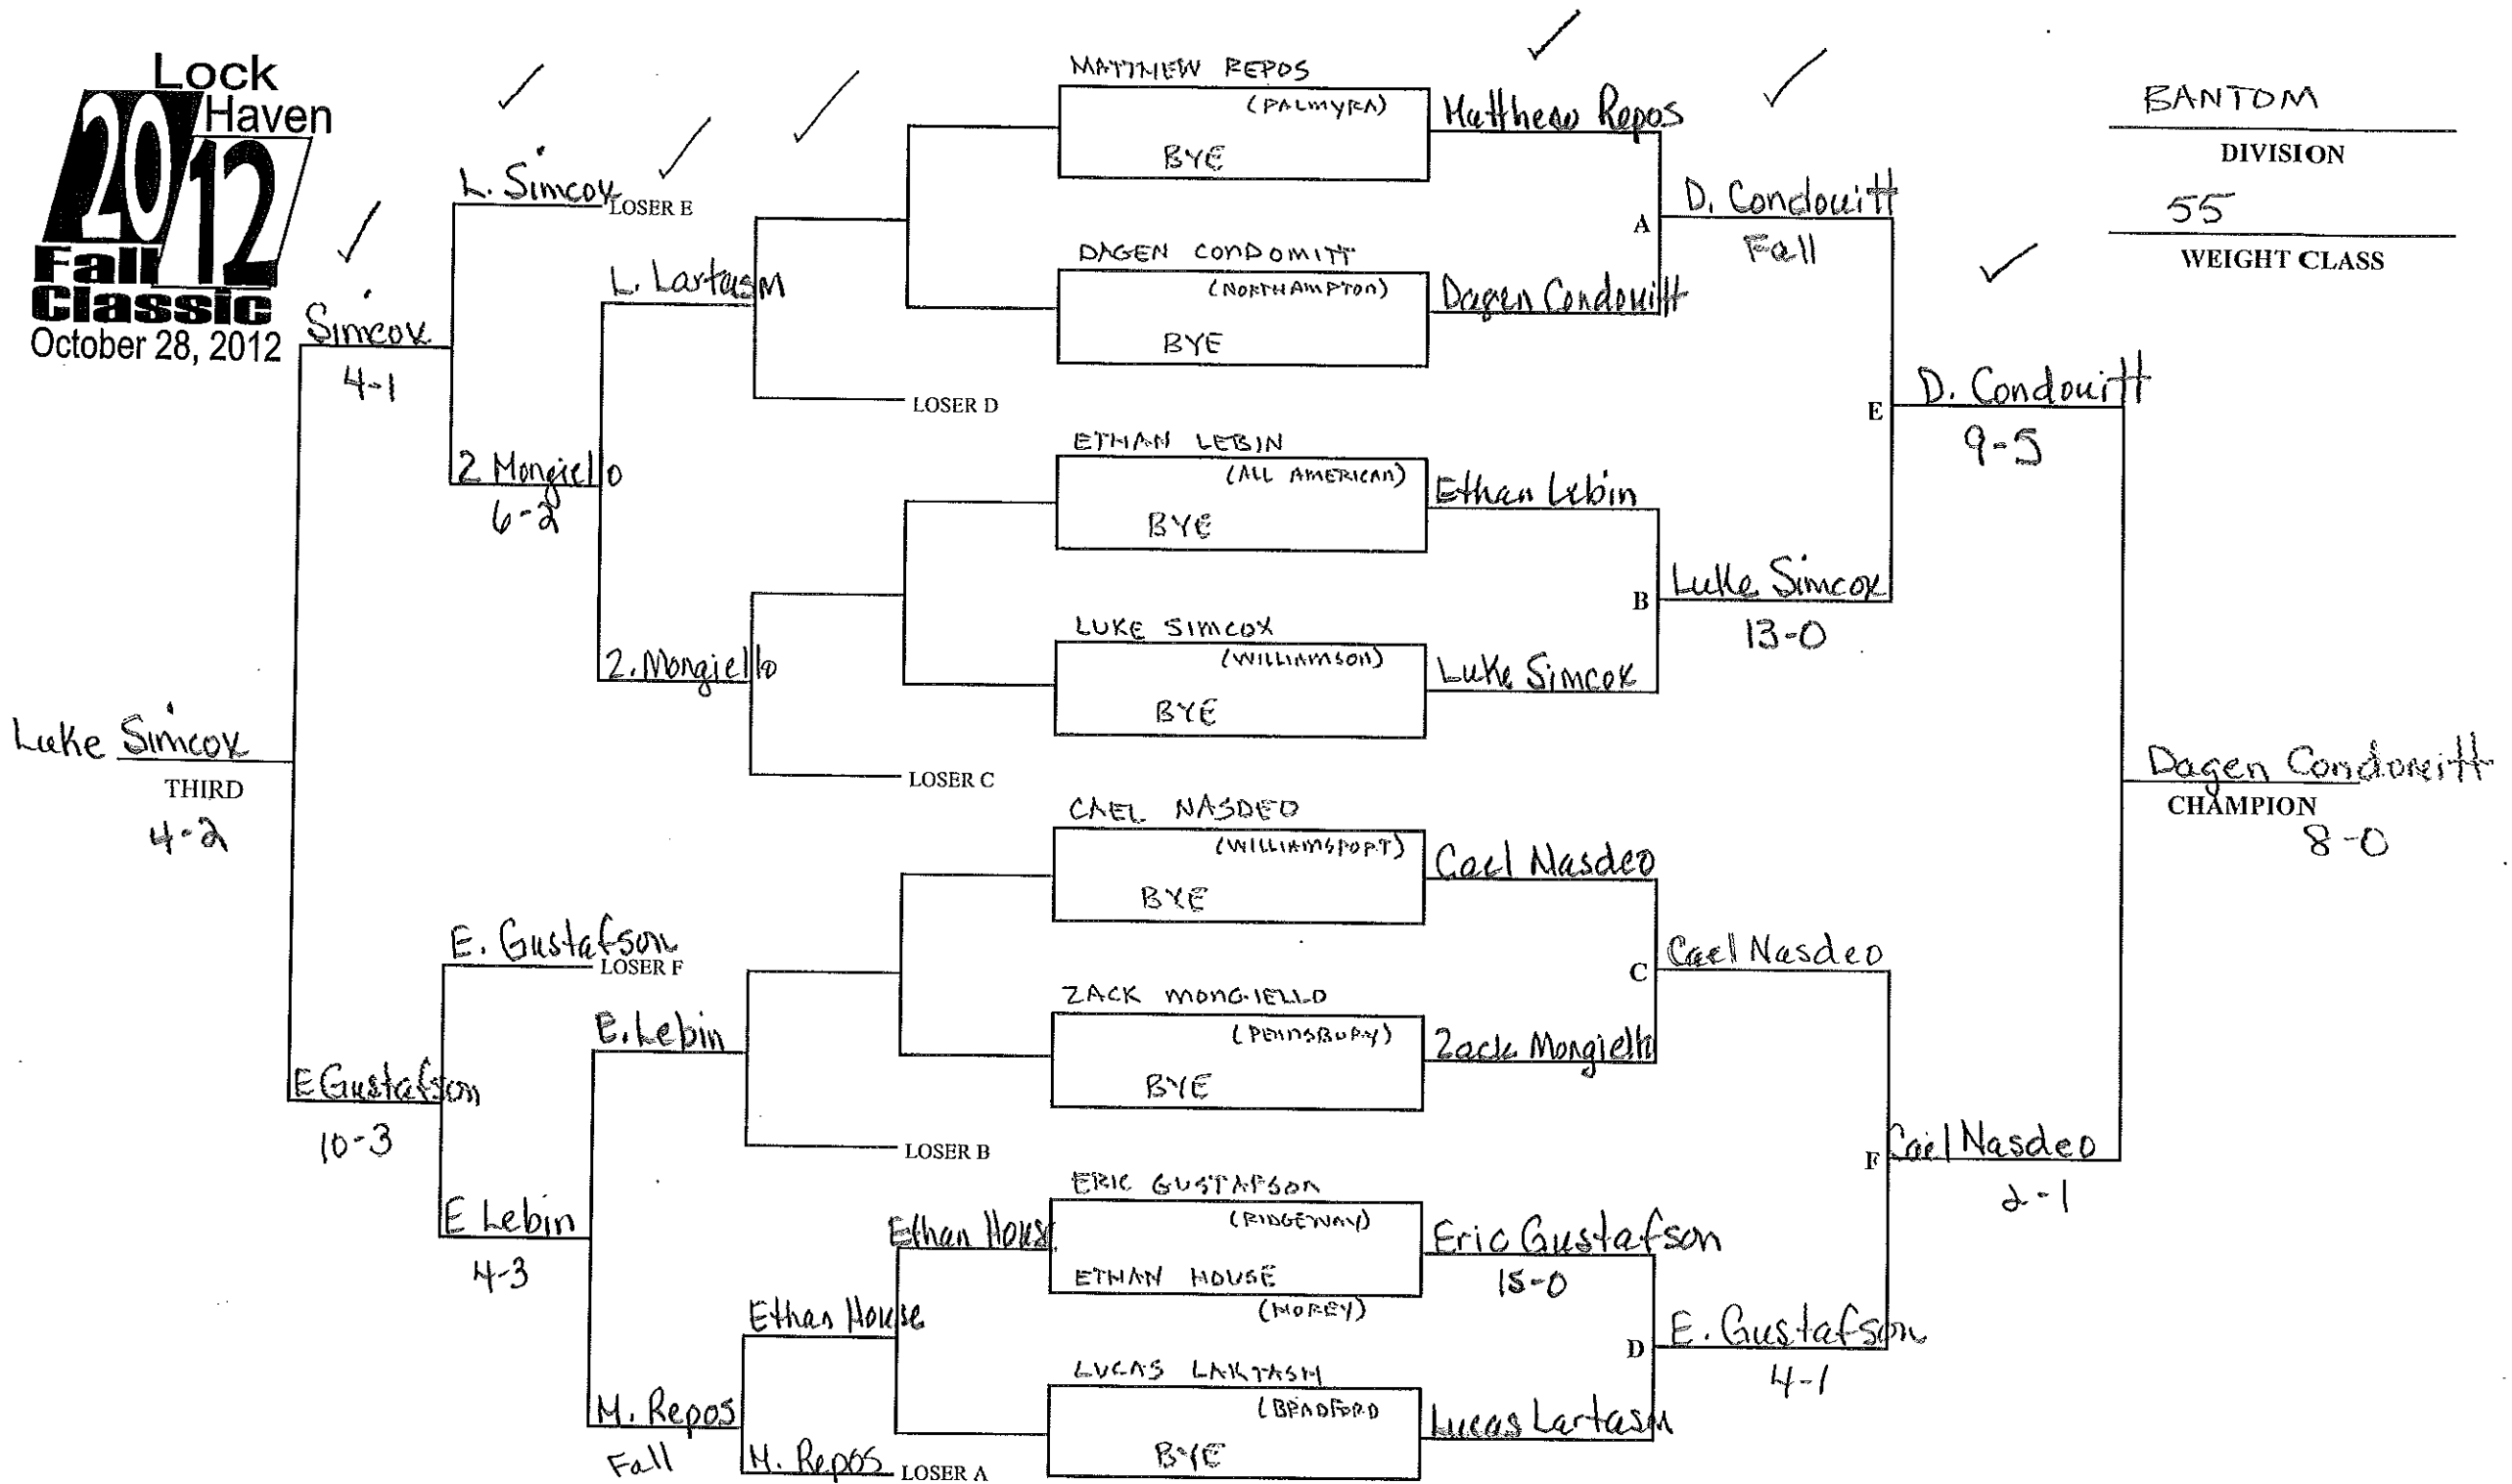 Lock
Haven
2012
Fall
Classic
October 28, 2012
BANTOM
DIVISION
55
WEIGHT CLASS
MATTHEW REPOS
(PALMYRA)
BYE
Matthew Repos
DAGEN CONDOMITT
(NORTHAMPTON)
BYE
Dagen Condouitt
A
D. Condouitt
Fall
ETHAN LEBIN
(ALL AMERICAN)
BYE
Ethan Lebin
LUKE SIMCOX
(WILLIAMSON)
BYE
Luke Simcox
B
Luke Simcox
13-0
E
D. Condouitt
9-5
CAEL NASDEO
(WILLIAMSPORT)
BYE
Cael Nasdeo
ZACK MONGIELLO
(PENNSBURY)
BYE
Zack Mongiello
C
Cael Nasdeo
ERIC GUSTAFSON
(RIDGEWAY)
ETHAN HOUSE
(MOREY)
Eric Gustafson
15-0
LUCAS LARTASM
(BRADFORD
BYE
Lucas Lartasm
D
E. Gustafson
4-1
F
Cael Nasdeo
2-1
Dagen Condomitt
CHAMPION
8-0
L. Simcox
LOSER E
L. Lartasm
LOSER D
Simcox
4-1
Z Mongiello
6-2
Z. Mongiello
LOSER C
Luke Simcox
THIRD
4-2
E. Gustafson
LOSER F
E. Lebin
LOSER B
E Gustafson
10-3
E Lebin
4-3
Ethan House
Ethan House
M. Repos
Fall
M. Repos
LOSER A